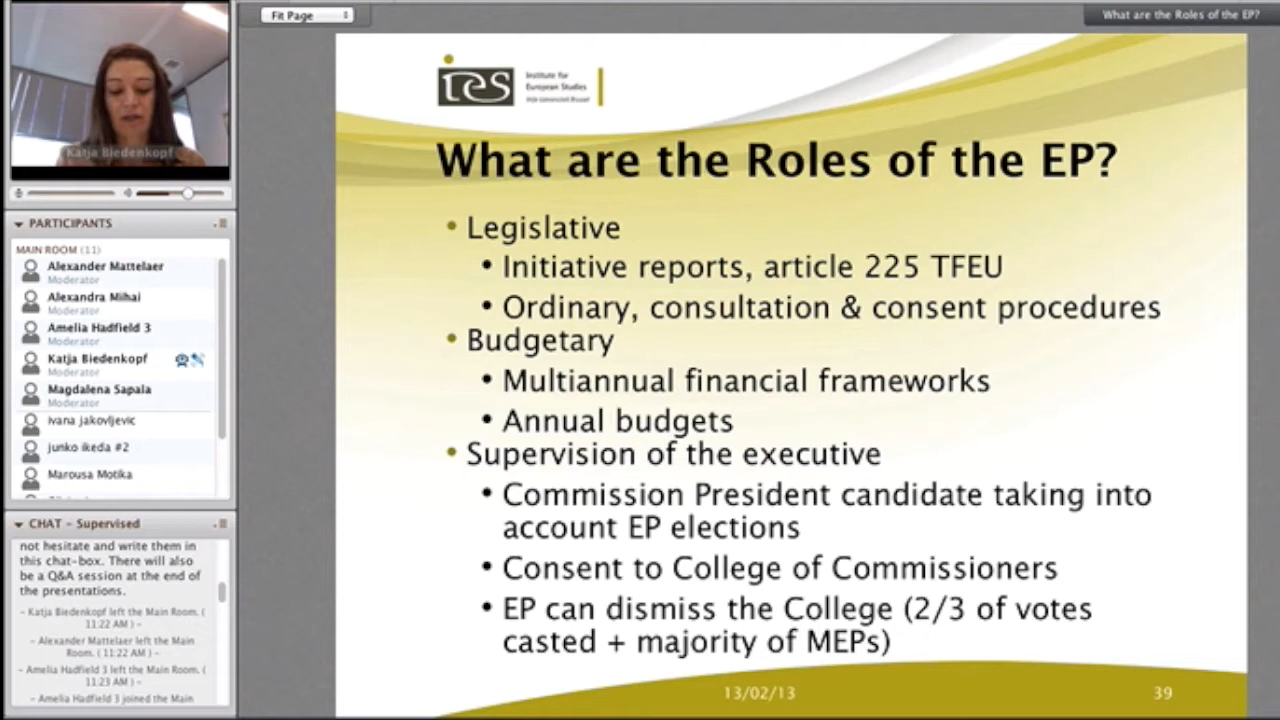 Fit Page
What are the Roles of the EP?
Katja Biedenkopf
PARTICIPANTS
MAIN ROOM (11)
Alexander Mattelaer
Moderator
Alexandra Mihai
Moderator
Amelia Hadfield 3
Moderator
Katja Biedenkopf
Moderator
Magdalena Sapala
Moderator
ivana jakovljevic
junko ikeda #2
Marousa Motika
CHAT - Supervised
not hesitate and write them in
this chat-box. There will also
be a Q&A session at the end of
the presentations.
- Katja Biedenkopf left the Main Room. (
11:22 AM ) -
- Alexander Mattelaer left the Main
Room. ( 11:22 AM ) -
- Amelia Hadfield 3 left the Main Room. (
11:23 AM ) -
- Amelia Hadfield 3 joined the Main
ies
Institute for
European Studies
What are the Roles of the EP?
• Legislative
• Initiative reports, article 225 TFEU
• Ordinary, consultation & consent procedures
• Budgetary
• Multiannual financial frameworks
• Annual budgets
• Supervision of the executive
• Commission President candidate taking into
account EP elections
• Consent to College of Commissioners
• EP can dismiss the College (2/3 of votes
casted + majority of MEPs)
13/02/13
39